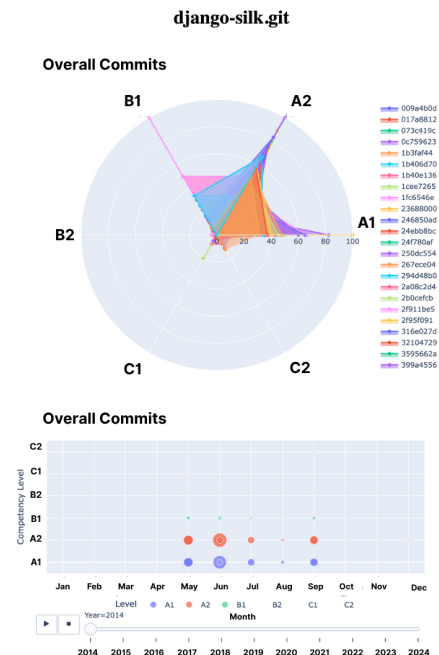 django-silk.git
Overall Commits
B1
A2
B2
A1
0 20 40 60 80 100
C1
C2
009a4b0d
017a8812
073c419c
0c759623
1b3faf44
1b406d70
1b40e136
1cee7265
1fc6546e
23688000
246850ad
24ebb8bc
24f780af
250dc554
267ece04
294d48b0
2a08c2d4
2b0cefcb
2f911be5
2f95f091
316e027d
32104729
3595662a
399a4556
Overall Commits
Competency Level
C2
C1
B2
B1
A2
A1
Jan Feb Mar Apr May Jun Jul Aug Sep Oct Nov Dec
Level A1 A2 B1 B2 C1 C2
Month
Year=2014
2014 2015 2016 2017 2018 2019 2020 2021 2022 2023 2024